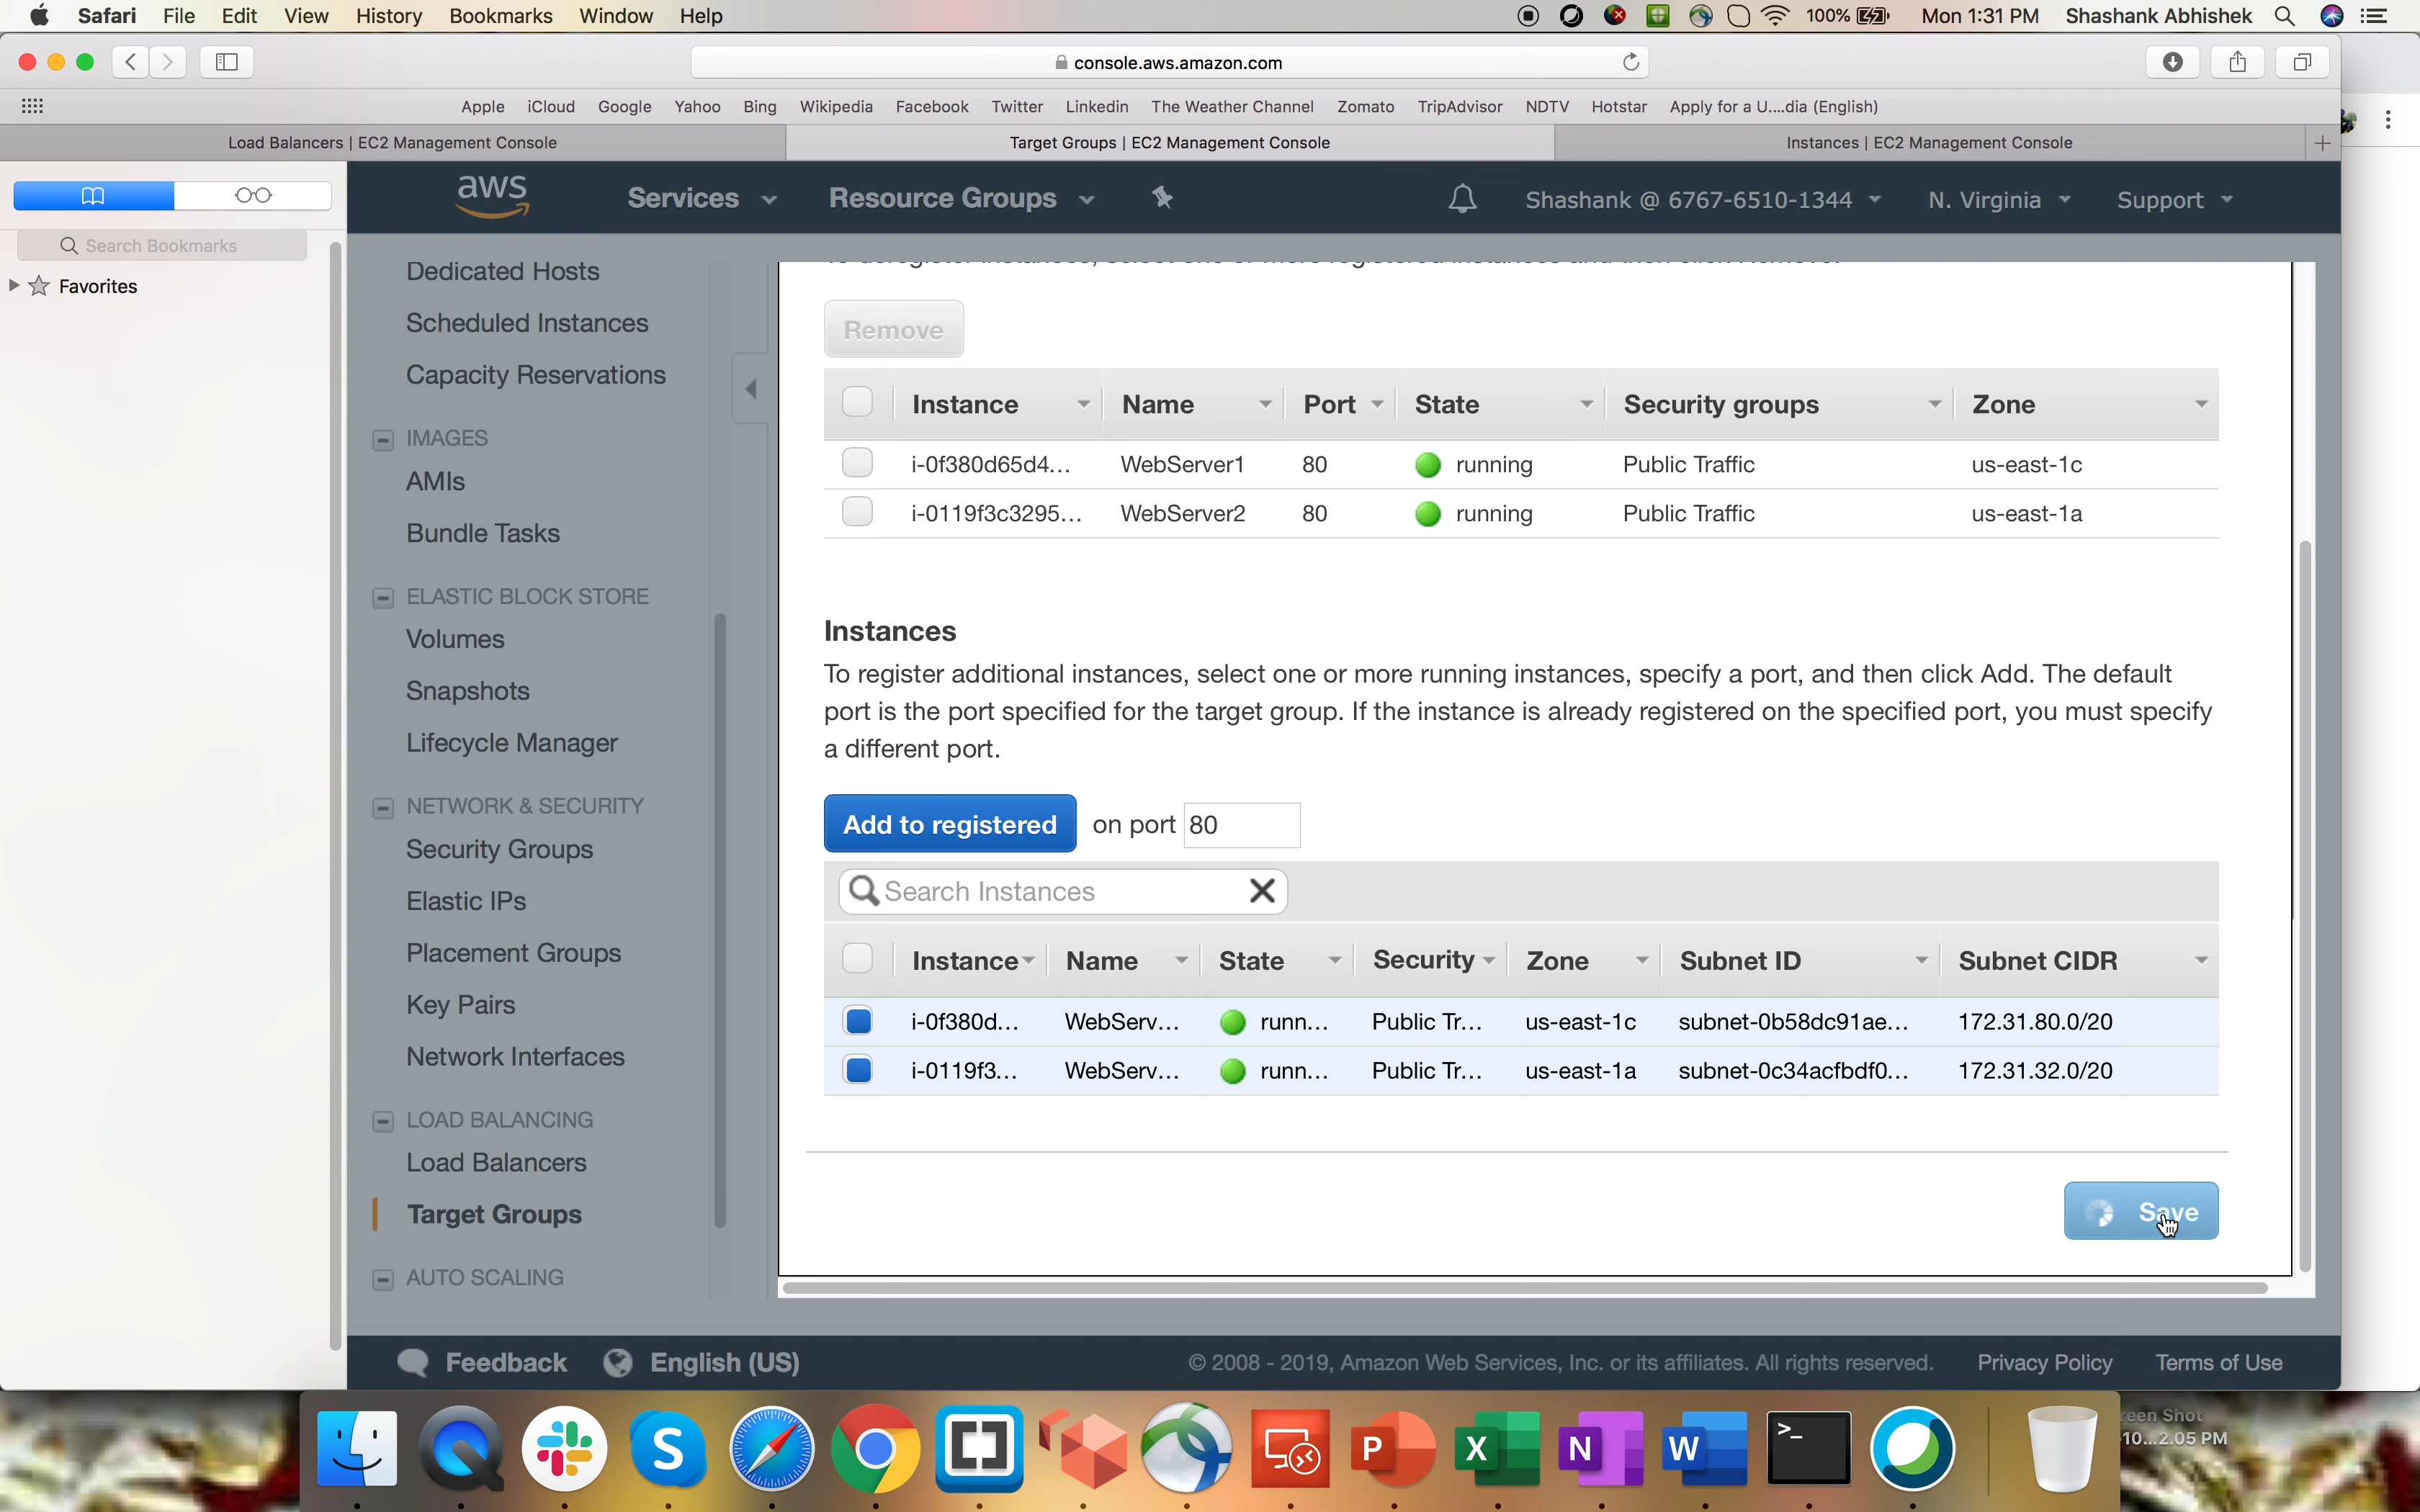 Safari File Edit View History Bookmarks Window Help 100% Mon 1:31 PM Shashank Abhishek
console.aws.amazon.com
Apple iCloud Google Yahoo Bing Wikipedia Facebook Twitter Linkedin The Weather Channel Zomato TripAdvisor NDTV Hotstar Apply for a U....dia (English)
Load Balancers | EC2 Management Console Target Groups | EC2 Management Console Instances | EC2 Management Console
Search Bookmarks
Favorites
aws Services Resource Groups Shashank @ 6767-6510-1344 N. Virginia Support
Dedicated Hosts
Scheduled Instances
Capacity Reservations
IMAGES
AMIs
Bundle Tasks
ELASTIC BLOCK STORE
Volumes
Snapshots
Lifecycle Manager
NETWORK & SECURITY
Security Groups
Elastic IPs
Placement Groups
Key Pairs
Network Interfaces
LOAD BALANCING
Load Balancers
Target Groups
AUTO SCALING
Remove
Instance Name Port State Security groups Zone
i-0f380d65d4... WebServer1 80 running Public Traffic us-east-1c
i-0119f3c3295... WebServer2 80 running Public Traffic us-east-1a
Instances
To register additional instances, select one or more running instances, specify a port, and then click Add. The default
port is the port specified for the target group. If the instance is already registered on the specified port, you must specify
a different port.
Add to registered on port 80
Search Instances
Instance Name State Security Zone Subnet ID Subnet CIDR
i-0f380d... WebServ... runn... Public Tr... us-east-1c subnet-0b58dc91ae... 172.31.80.0/20
i-0119f3... WebServ... runn... Public Tr... us-east-1a subnet-0c34acfbdf0... 172.31.32.0/20
Save
Feedback English (US) © 2008 - 2019, Amazon Web Services, Inc. or its affiliates. All rights reserved. Privacy Policy Terms of Use
S P X N W >_
Shot
10...2.05 PM